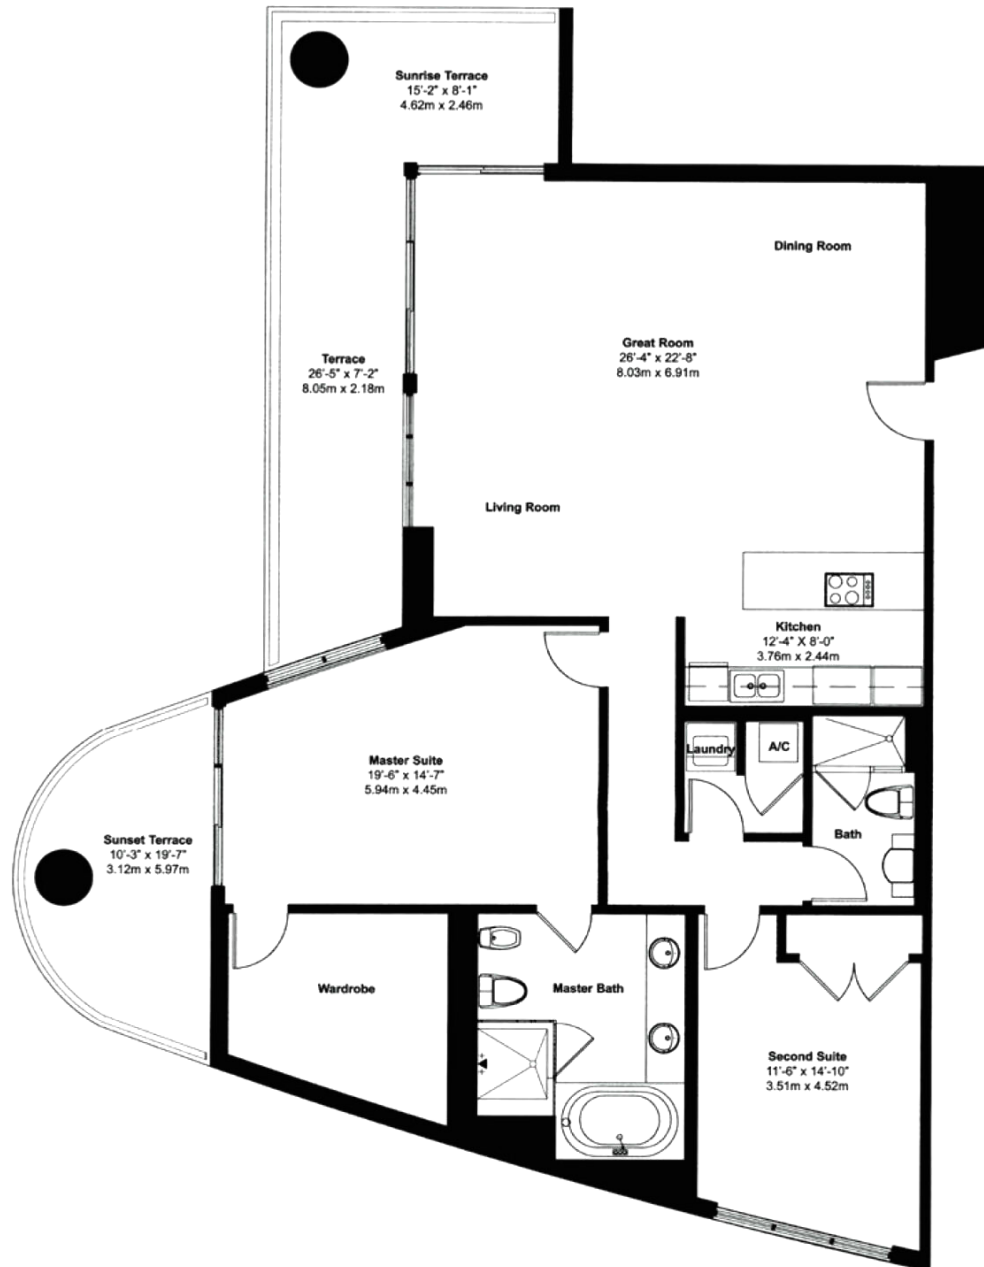 Sunrise Terrace
15'-2" x 8'-1"
4.62m x 2.46m
Dining Room
Great Room
26'-4" x 22'-8"
8.03m x 6.91m
Terrace
26'-5" x 7'-2"
8.05m x 2.18m
Living Room
Kitchen
12'-4" X 8'-0"
3.76m x 2.44m
Laundry
A/C
Master Suite
19'-6" x 14'-7"
5.94m x 4.45m
Bath
Sunset Terrace
10'-3" x 19'-7"
3.12m x 5.97m
Wardrobe
Master Bath
Second Suite
11'-6" x 14'-10"
3.51m x 4.52m